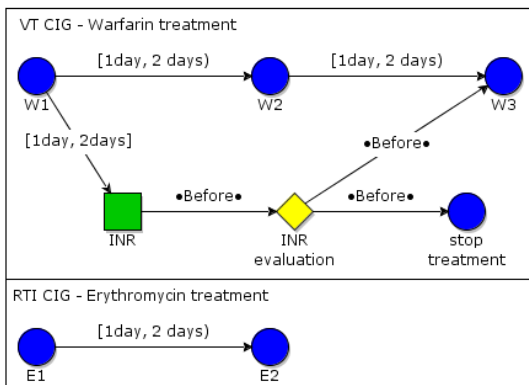 VT CIG - Warfarin treatment
[1day, 2 days)
[1day, 2 days)
W1
W2
W3
[1day, 2days]
•Before•
•Before•
•Before•
INR
INR
evaluation
stop
treatment
RTI CIG - Erythromycin treatment
[1day, 2 days)
E1
E2